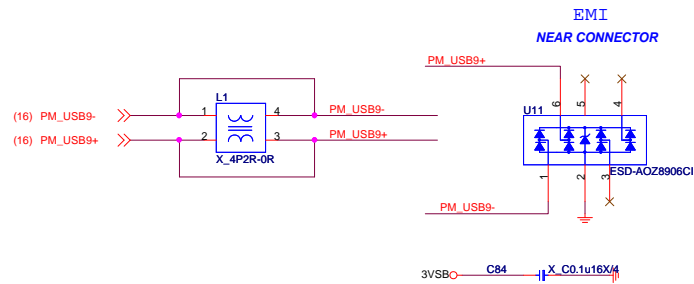 EMI
NEAR CONNECTOR
PM_USB9+
L1
U11
6 5 4
(16) PM_USB9- 1 4 PM_USB9-
(16) PM_USB9+ 2 3 PM_USB9+
X_4P2R-0R
ESD-AOZ8906CI
1 2 3
PM_USB9-
3VSB C84 X_C0.1u16X/4